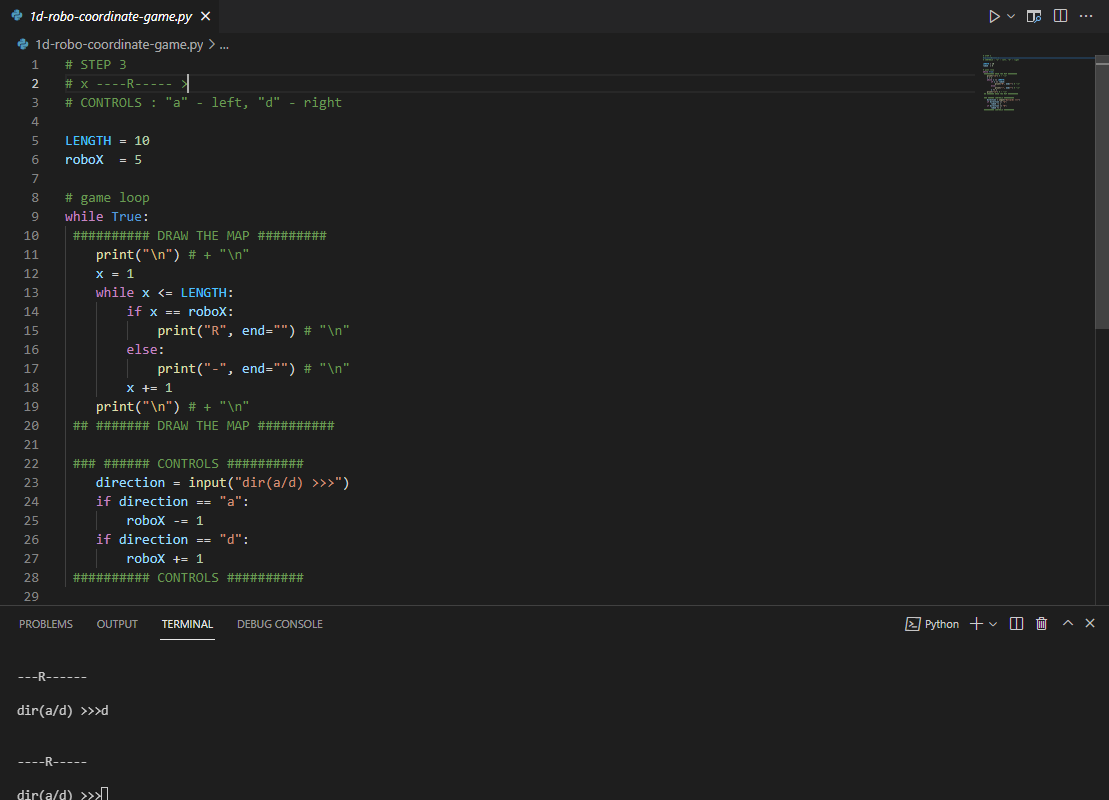 1d-robo-coordinate-game.py
1d-robo-coordinate-game.py > ...
1 # STEP 3
2 # x ----R----- >
3 # CONTROLS : "a" - left, "d" - right
4
5 LENGTH = 10
6 roboX  = 5
7
8 # game loop
9 while True:
10  ########## DRAW THE MAP #########
11     print("\n") # + "\n"
12     x = 1
13     while x <= LENGTH:
14         if x == roboX:
15             print("R", end="") # "\n"
16         else:
17             print("-", end="") # "\n"
18         x += 1
19     print("\n") # + "\n"
20  ## ####### DRAW THE MAP ##########
21
22  ### ###### CONTROLS ##########
23     direction = input("dir(a/d) >>>")
24     if direction == "a":
25         roboX -= 1
26     if direction == "d":
27         roboX += 1
28  ########## CONTROLS ##########
29
PROBLEMS OUTPUT TERMINAL DEBUG CONSOLE Python
---R------
dir(a/d) >>>d
----R-----
dir(a/d) >>>